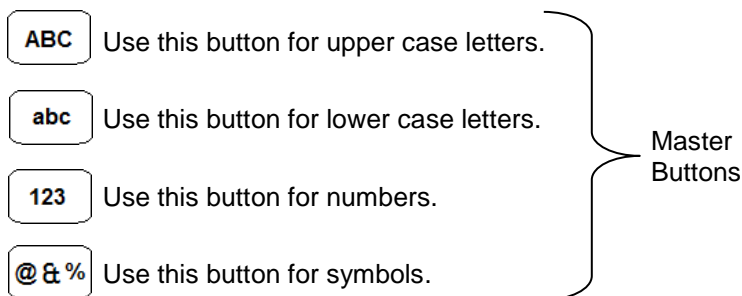 ABC Use this button for upper case letters.
abc Use this button for lower case letters.
123 Use this button for numbers.
@ & % Use this button for symbols.
Master
Buttons